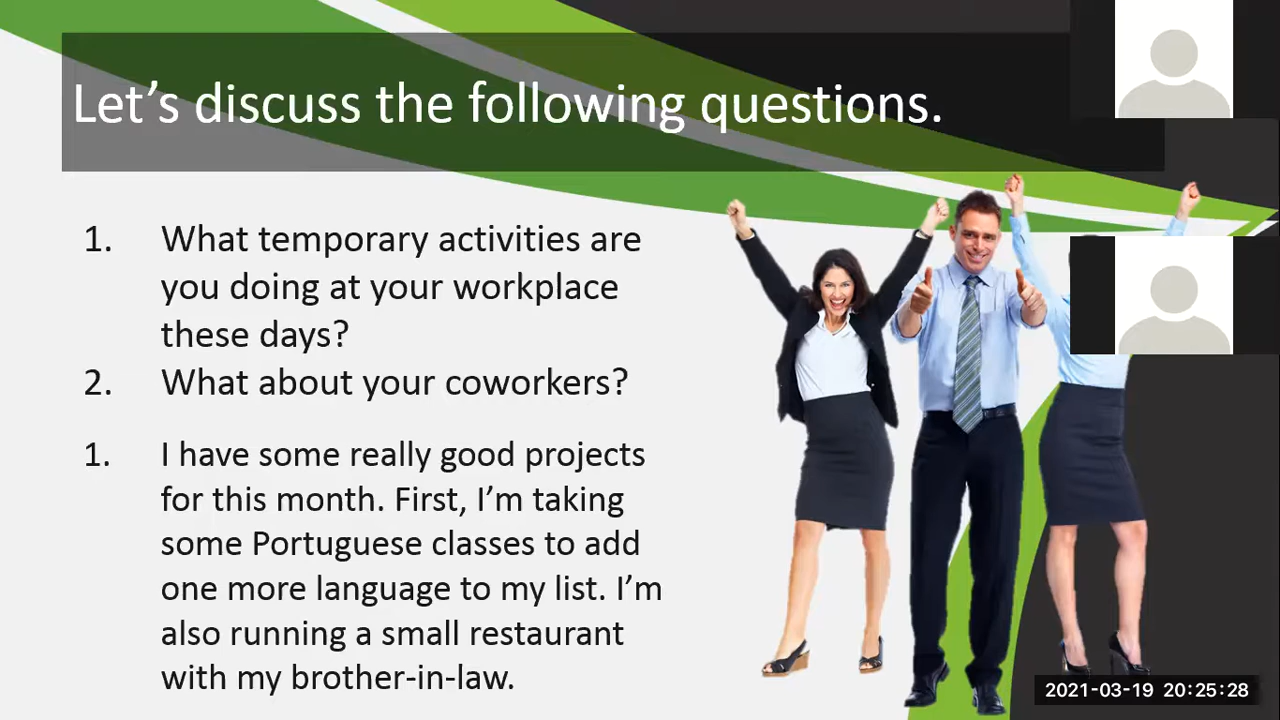 Let’s discuss the following questions.
1. What temporary activities are
you doing at your workplace
these days?
2. What about your coworkers?
1. I have some really good projects
for this month. First, I’m taking
some Portuguese classes to add
one more language to my list. I’m
also running a small restaurant
with my brother-in-law.
2021-03-19 20:25:28